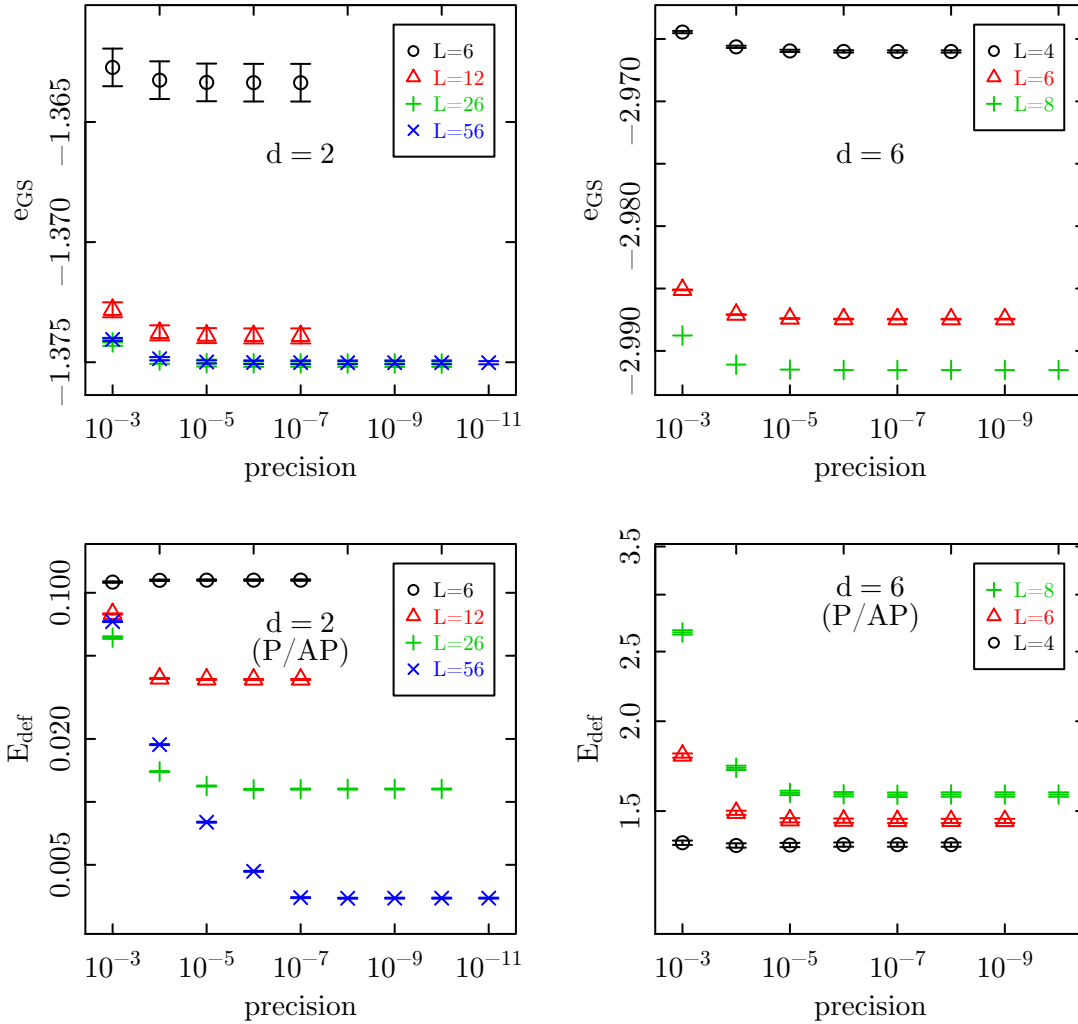 L=6
L=12
L=26
L=56
d = 2
−1.365
−1.370
−1.375
e_GS
10⁻³
10⁻⁵
10⁻⁷
10⁻⁹
10⁻¹¹
precision
L=4
L=6
L=8
d = 6
−2.970
−2.980
−2.990
e_GS
10⁻³
10⁻⁵
10⁻⁷
10⁻⁹
precision
L=6
L=12
L=26
L=56
d = 2
(P/AP)
0.100
0.020
0.005
E_def
10⁻³
10⁻⁵
10⁻⁷
10⁻⁹
10⁻¹¹
precision
L=8
L=6
L=4
d = 6
(P/AP)
3.5
2.5
2.0
1.5
E_def
10⁻³
10⁻⁵
10⁻⁷
10⁻⁹
precision